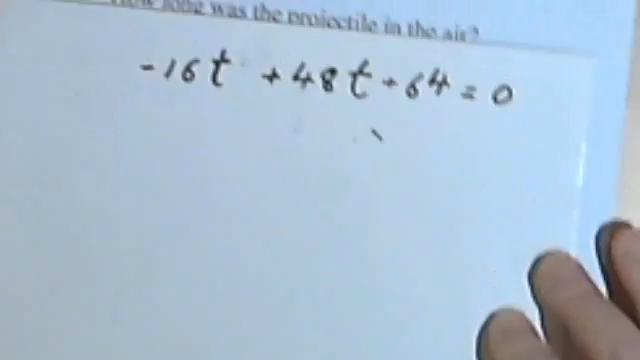 How long was the projectile in the air?
-16t +48t+64=0